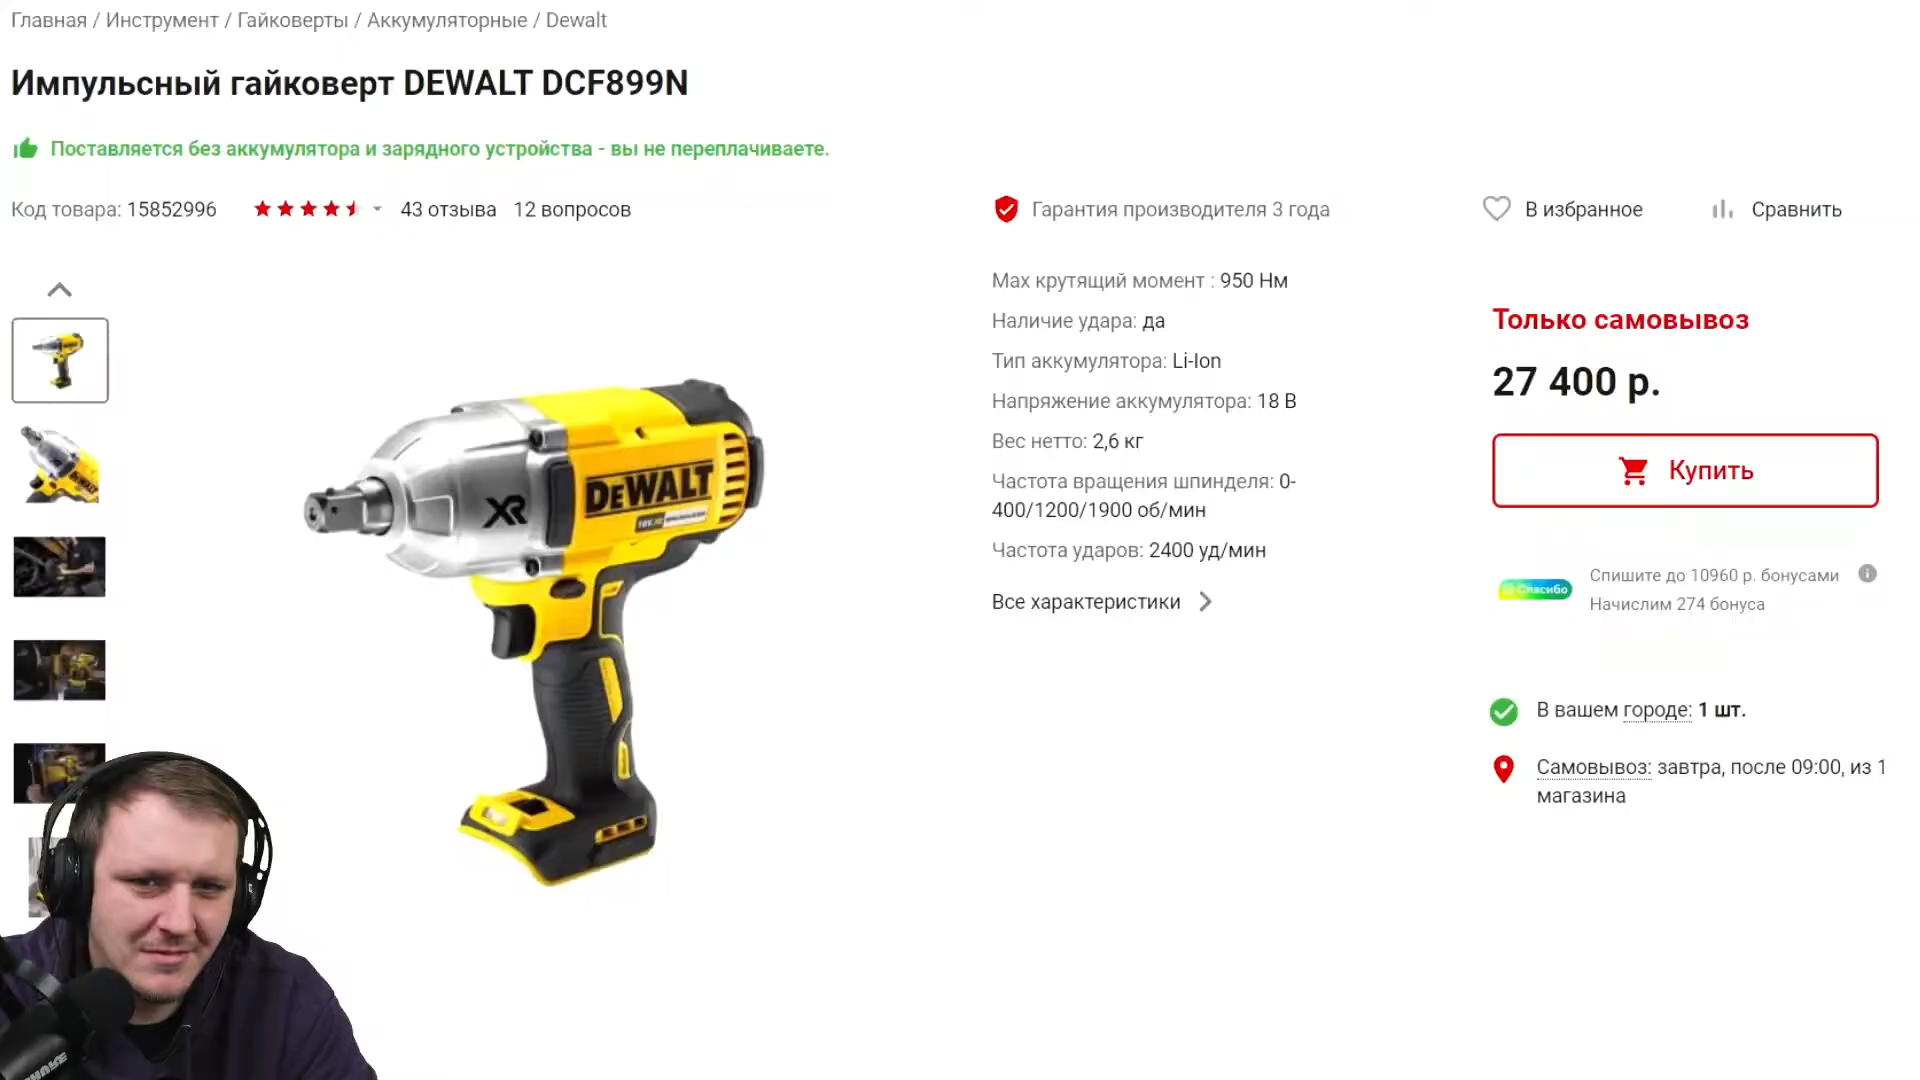 Главная / Инструмент / Гайковерты / Аккумуляторные / Dewalt
Импульсный гайковерт DEWALT DCF899N
Поставляется без аккумулятора и зарядного устройства - вы не переплачиваете.
Код товара: 15852996 43 отзыва 12 вопросов
Гарантия производителя 3 года
В избранное Сравнить
Max крутящий момент : 950 Нм
Наличие удара: да
Тип аккумулятора: Li-Ion
Напряжение аккумулятора: 18 В
Вес нетто: 2,6 кг
Частота вращения шпинделя: 0-
400/1200/1900 об/мин
Частота ударов: 2400 уд/мин
Все характеристики
Только самовывоз
27 400 р.
Купить
Спасибо
Спишите до 10960 р. бонусами
Начислим 274 бонуса
В вашем городе: 1 шт.
Самовывоз: завтра, после 09:00, из 1
магазина
DEWALT
XR